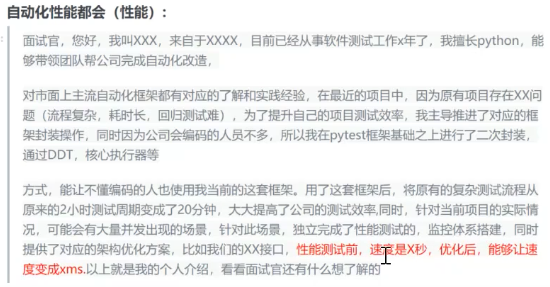 自动化性能都会（性能）：
面试官，您好，我叫XXX，来自于XXXX，目前已经从事软件测试工作x年了，我擅长python，能
够带领团队帮公司完成自动化改造，
对市面上主流自动化框架都有对应的了解和实践经验，在最近的项目中，因为原有项目存在XX问
题（流程复杂，耗时长，回归测试难），为了提升自己的项目测试效率，我主导推进了对应的框
架封装操作，同时因为公司会编码的人员不多，所以我在pytest框架基础之上进行了二次封装，
通过DDT，核心执行器等
方式，能让不懂编码的人也使用我当前的这套框架。用了这套框架后，将原有的复杂测试流程从
原来的2小时测试周期变成了20分钟，大大提高了公司的测试效率,同时，针对当前项目的实际情
况，可能会有大量并发出现的场景，针对此场景，独立完成了性能测试的，监控体系搭建，同时
提供了对应的架构优化方案，比如我们的XX接口，性能测试前，速度是X秒，优化后，能够让速
度变成xms.以上就是我的个人介绍，看看面试官还有什么想了解的